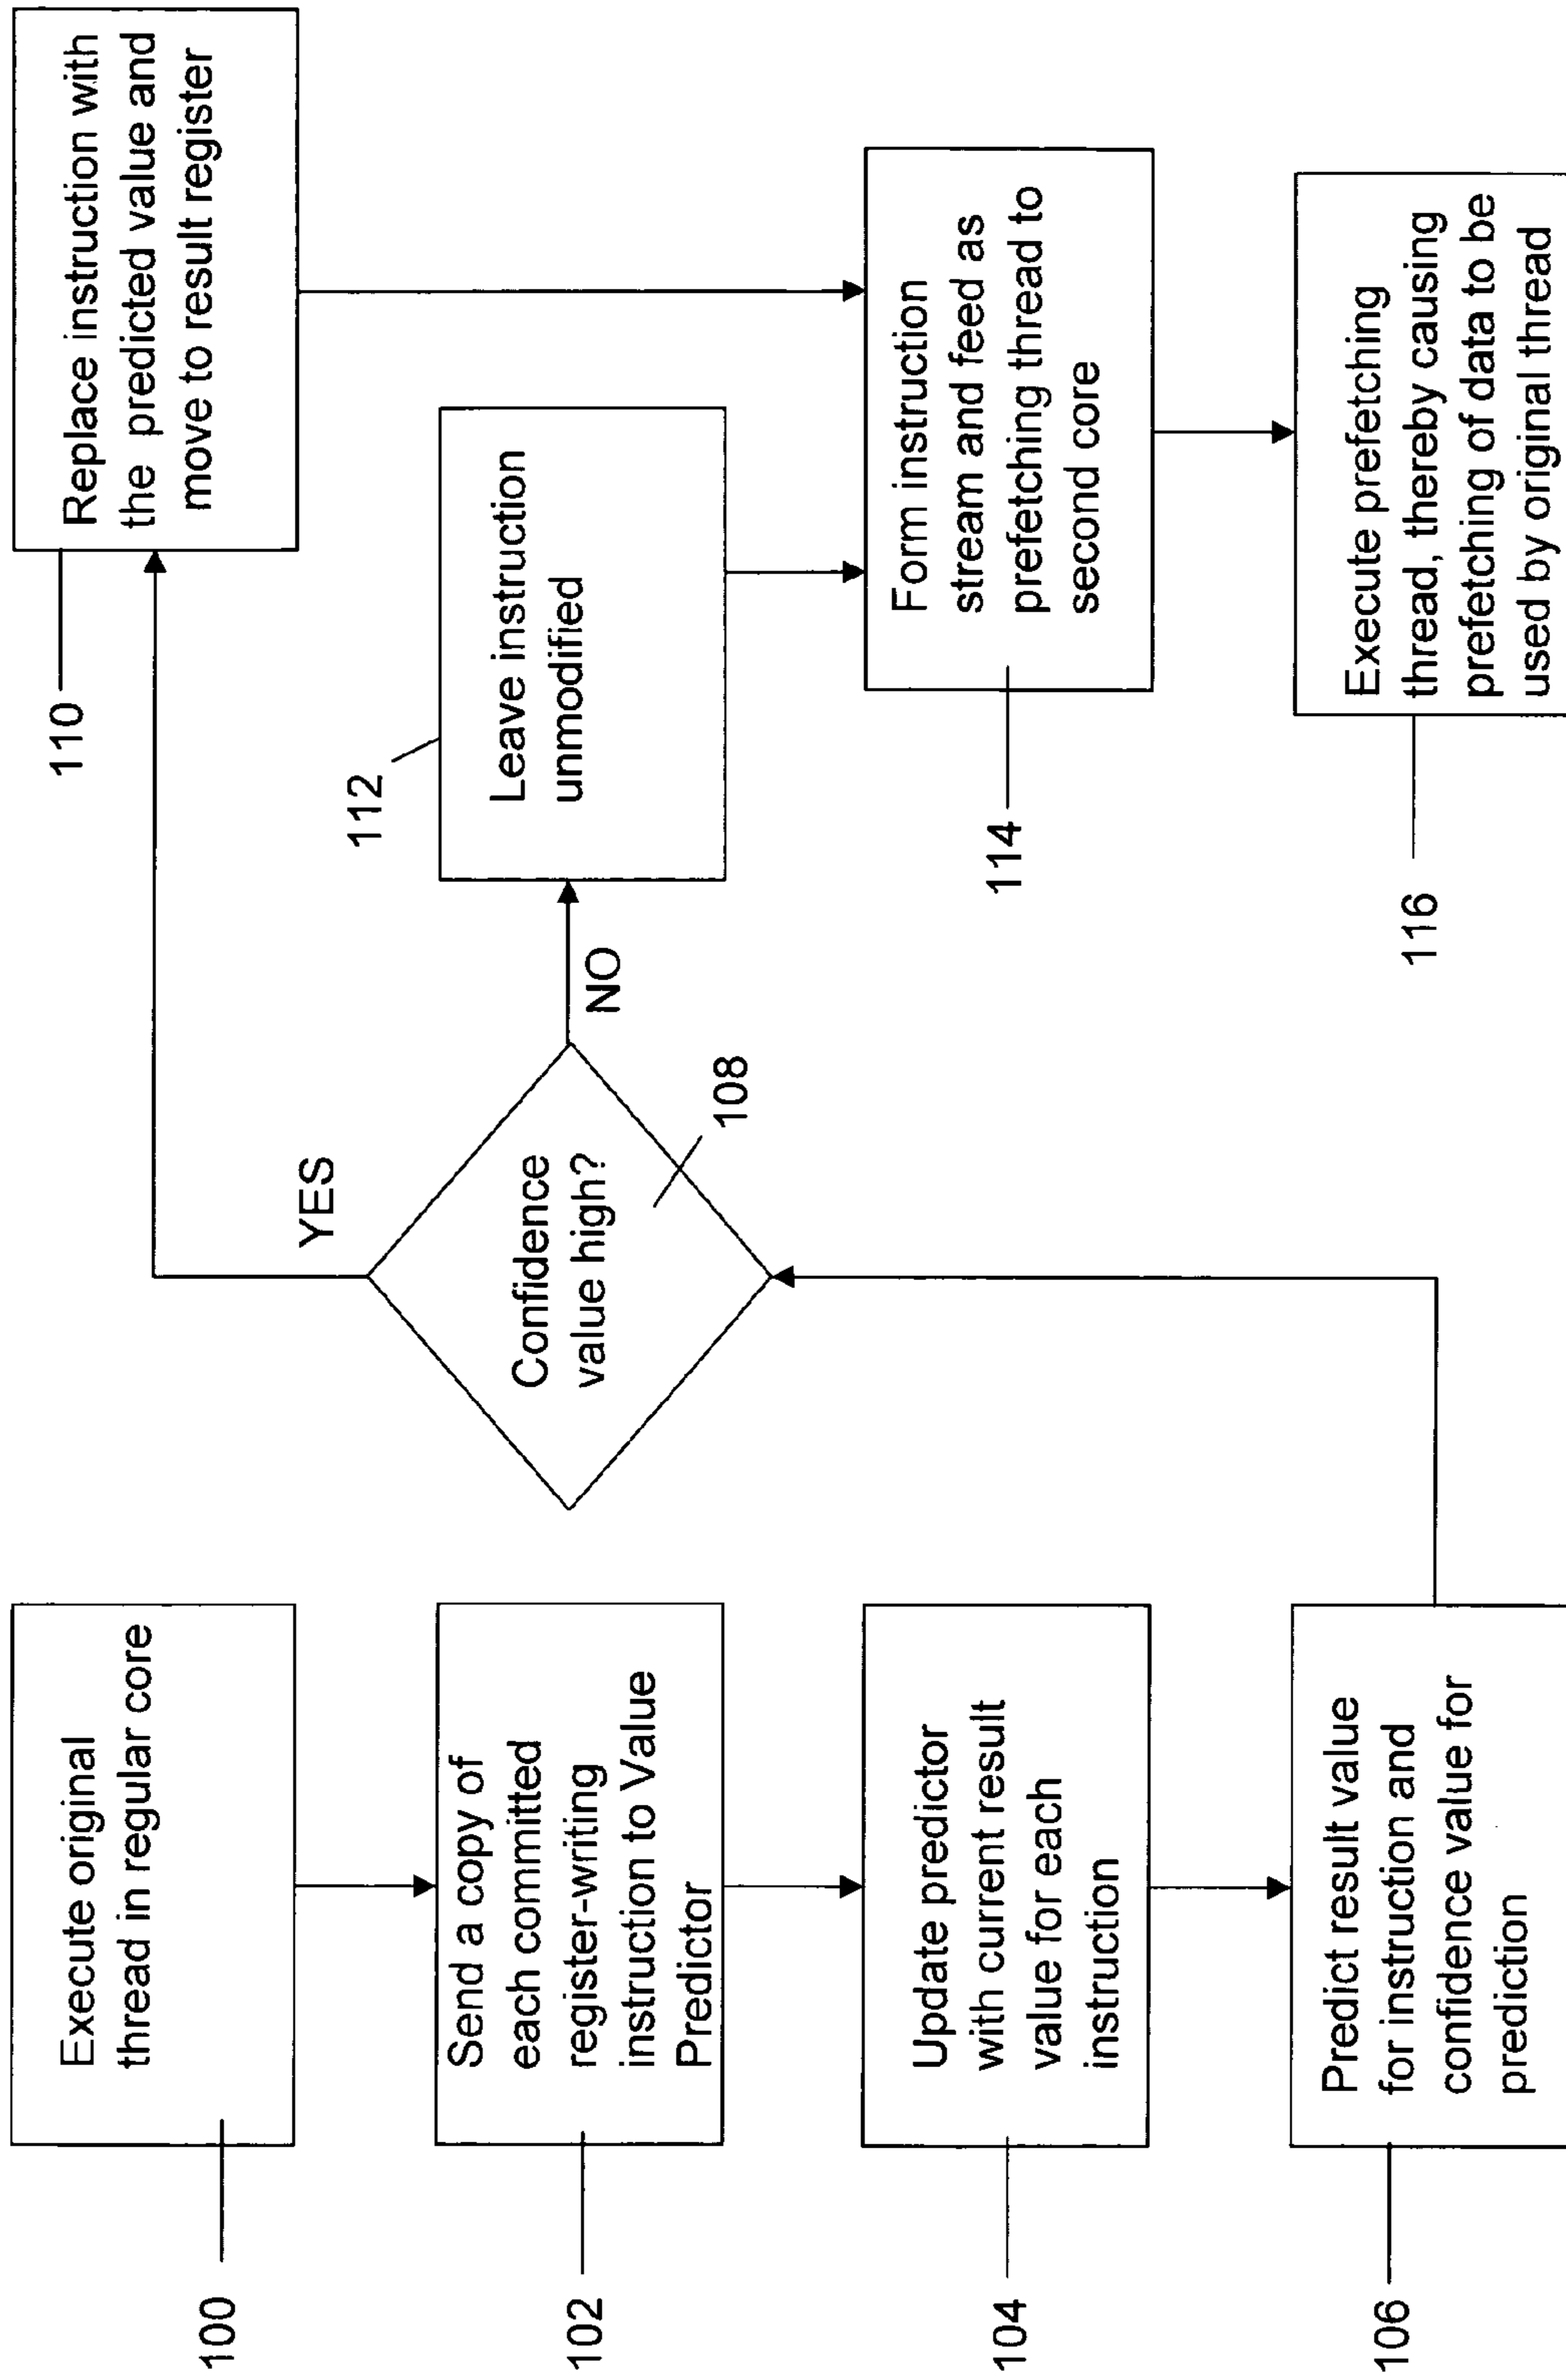 100
Execute original
thread in regular core
102
Send a copy of
each committed
register-writing
instruction to Value
Predictor
104
Update predictor
with current result
value for each
instruction
106
Predict result value
for instruction and
confidence value for
prediction
Confidence
value high?
108
YES
NO
110
Replace instruction with
the predicted value and
move to result register
112
Leave instruction
unmodified
114
Form instruction
stream and feed as
prefetching thread to
second core
116
Execute prefetching
thread, thereby causing
prefetching of data to be
used by original thread